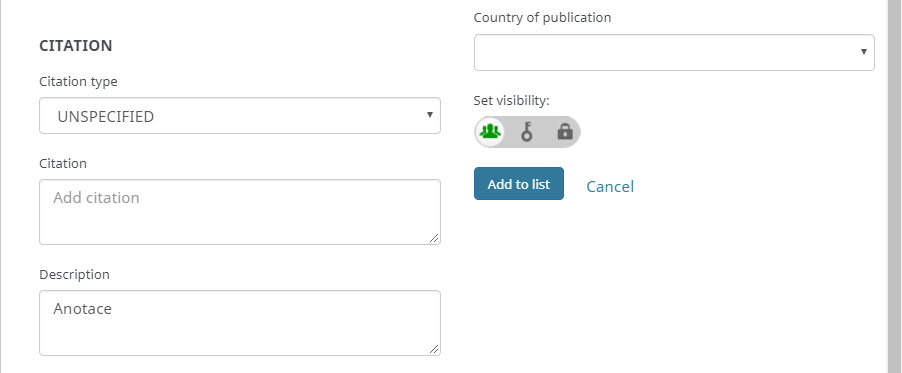 CITATION
Citation type
UNSPECIFIED
Citation
Add citation
Description
Anotace
Country of publication
Set visibility:
Add to list
Cancel